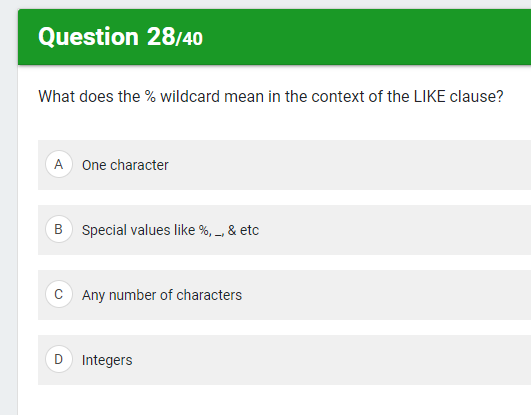 Question 28/40
What does the % wildcard mean in the context of the LIKE clause?
A One character
B Special values like %, _, & etc
C Any number of characters
D Integers